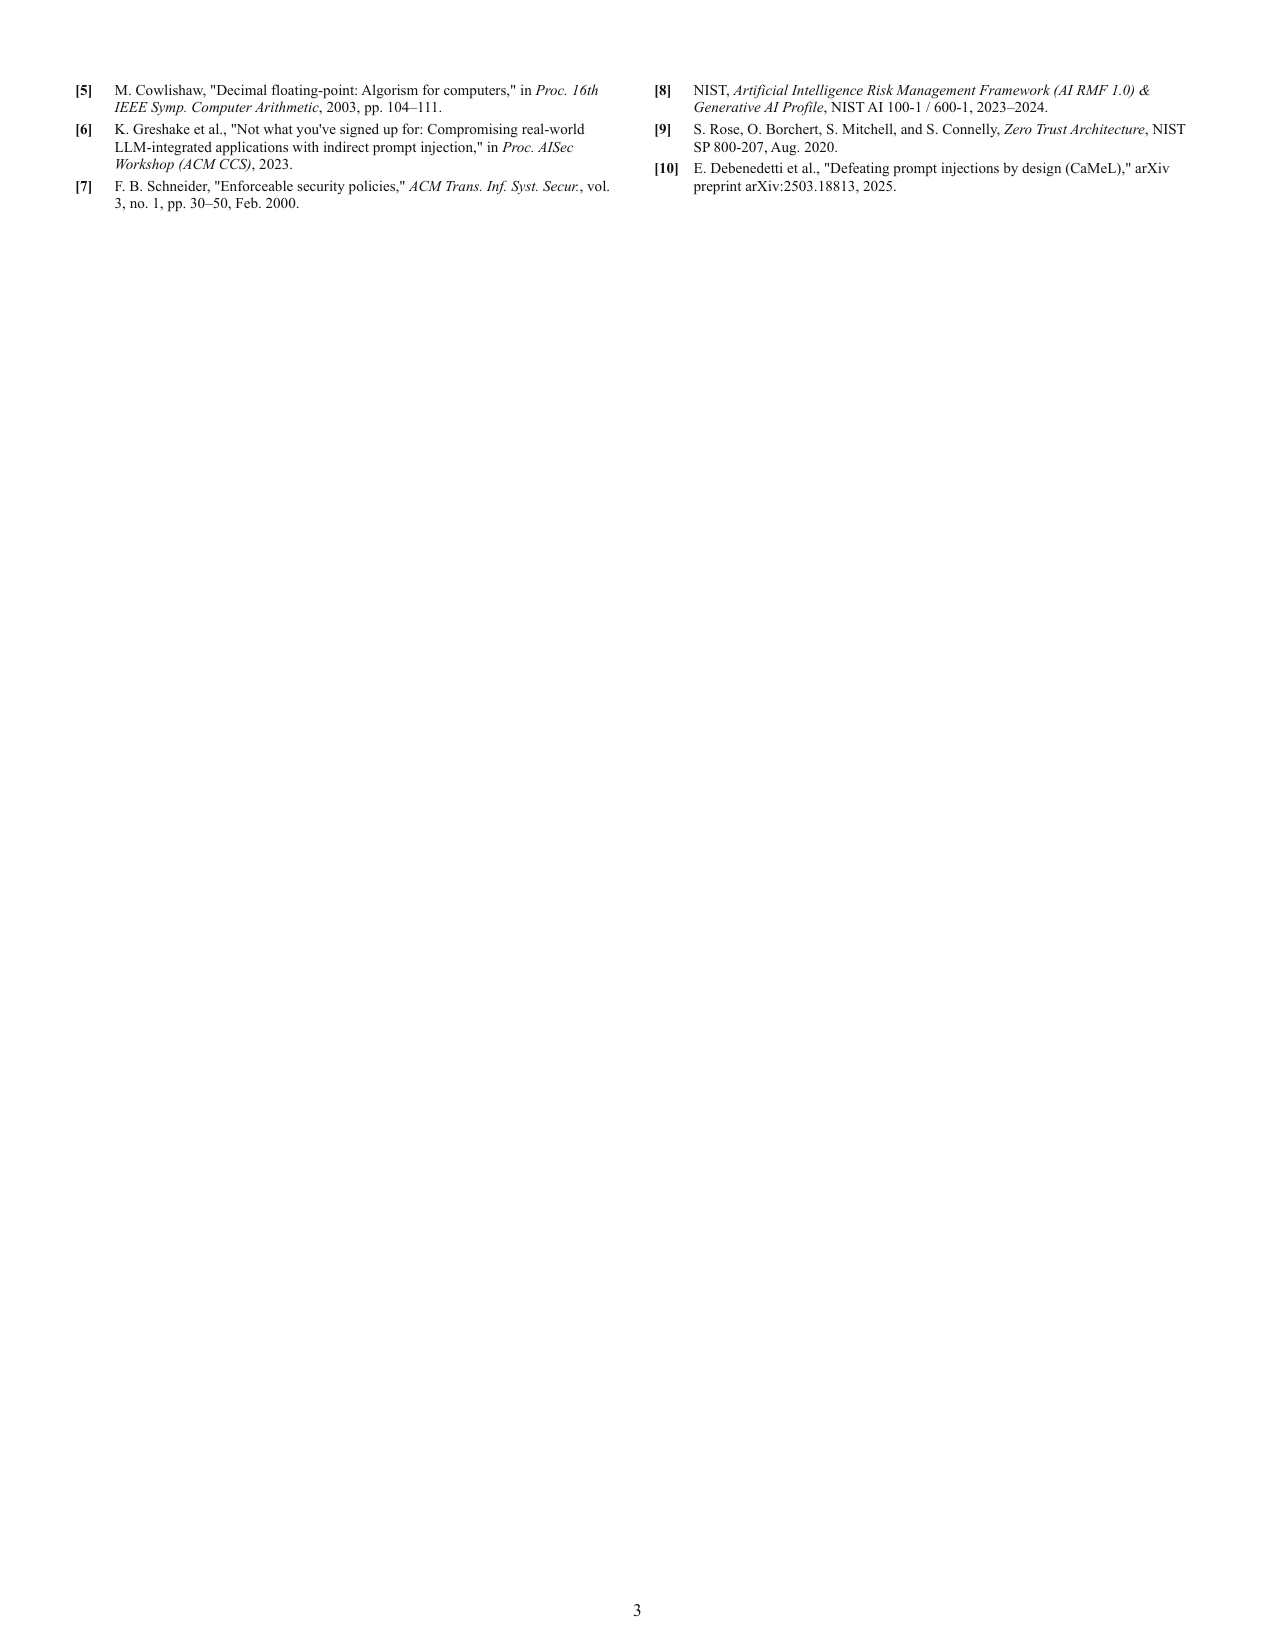 [5] M. Cowlishaw, "Decimal floating-point: Algorism for computers," in Proc. 16th
IEEE Symp. Computer Arithmetic, 2003, pp. 104–111.
[6] K. Greshake et al., "Not what you've signed up for: Compromising real-world
LLM-integrated applications with indirect prompt injection," in Proc. AISec
Workshop (ACM CCS), 2023.
[7] F. B. Schneider, "Enforceable security policies," ACM Trans. Inf. Syst. Secur., vol.
3, no. 1, pp. 30–50, Feb. 2000.
[8] NIST, Artificial Intelligence Risk Management Framework (AI RMF 1.0) &
Generative AI Profile, NIST AI 100-1 / 600-1, 2023–2024.
[9] S. Rose, O. Borchert, S. Mitchell, and S. Connelly, Zero Trust Architecture, NIST
SP 800-207, Aug. 2020.
[10] E. Debenedetti et al., "Defeating prompt injections by design (CaMeL)," arXiv
preprint arXiv:2503.18813, 2025.
3